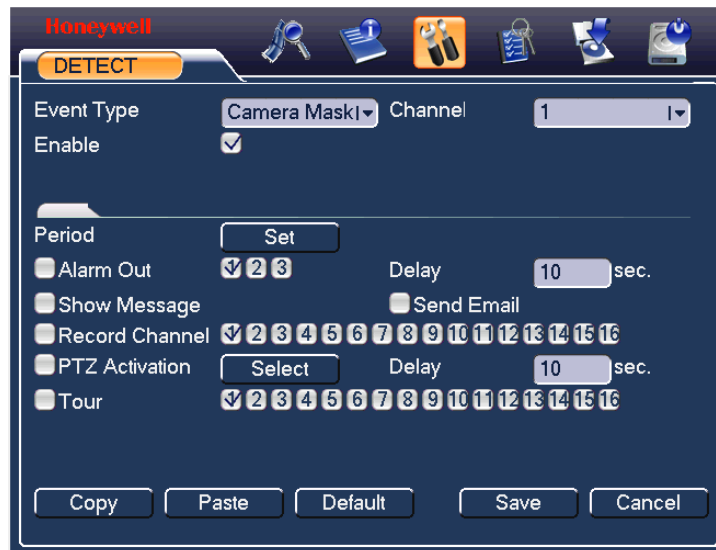 Honeywell
DETECT
Event Type Camera Mask Channel 1
Enable
Period Set
Alarm Out 1 2 3 Delay 10 sec.
Show Message Send Email
Record Channel 1 2 3 4 5 6 7 8 9 10 11 12 13 14 15 16
PTZ Activation Select Delay 10 sec.
Tour 1 2 3 4 5 6 7 8 9 10 11 12 13 14 15 16
Copy Paste Default Save Cancel